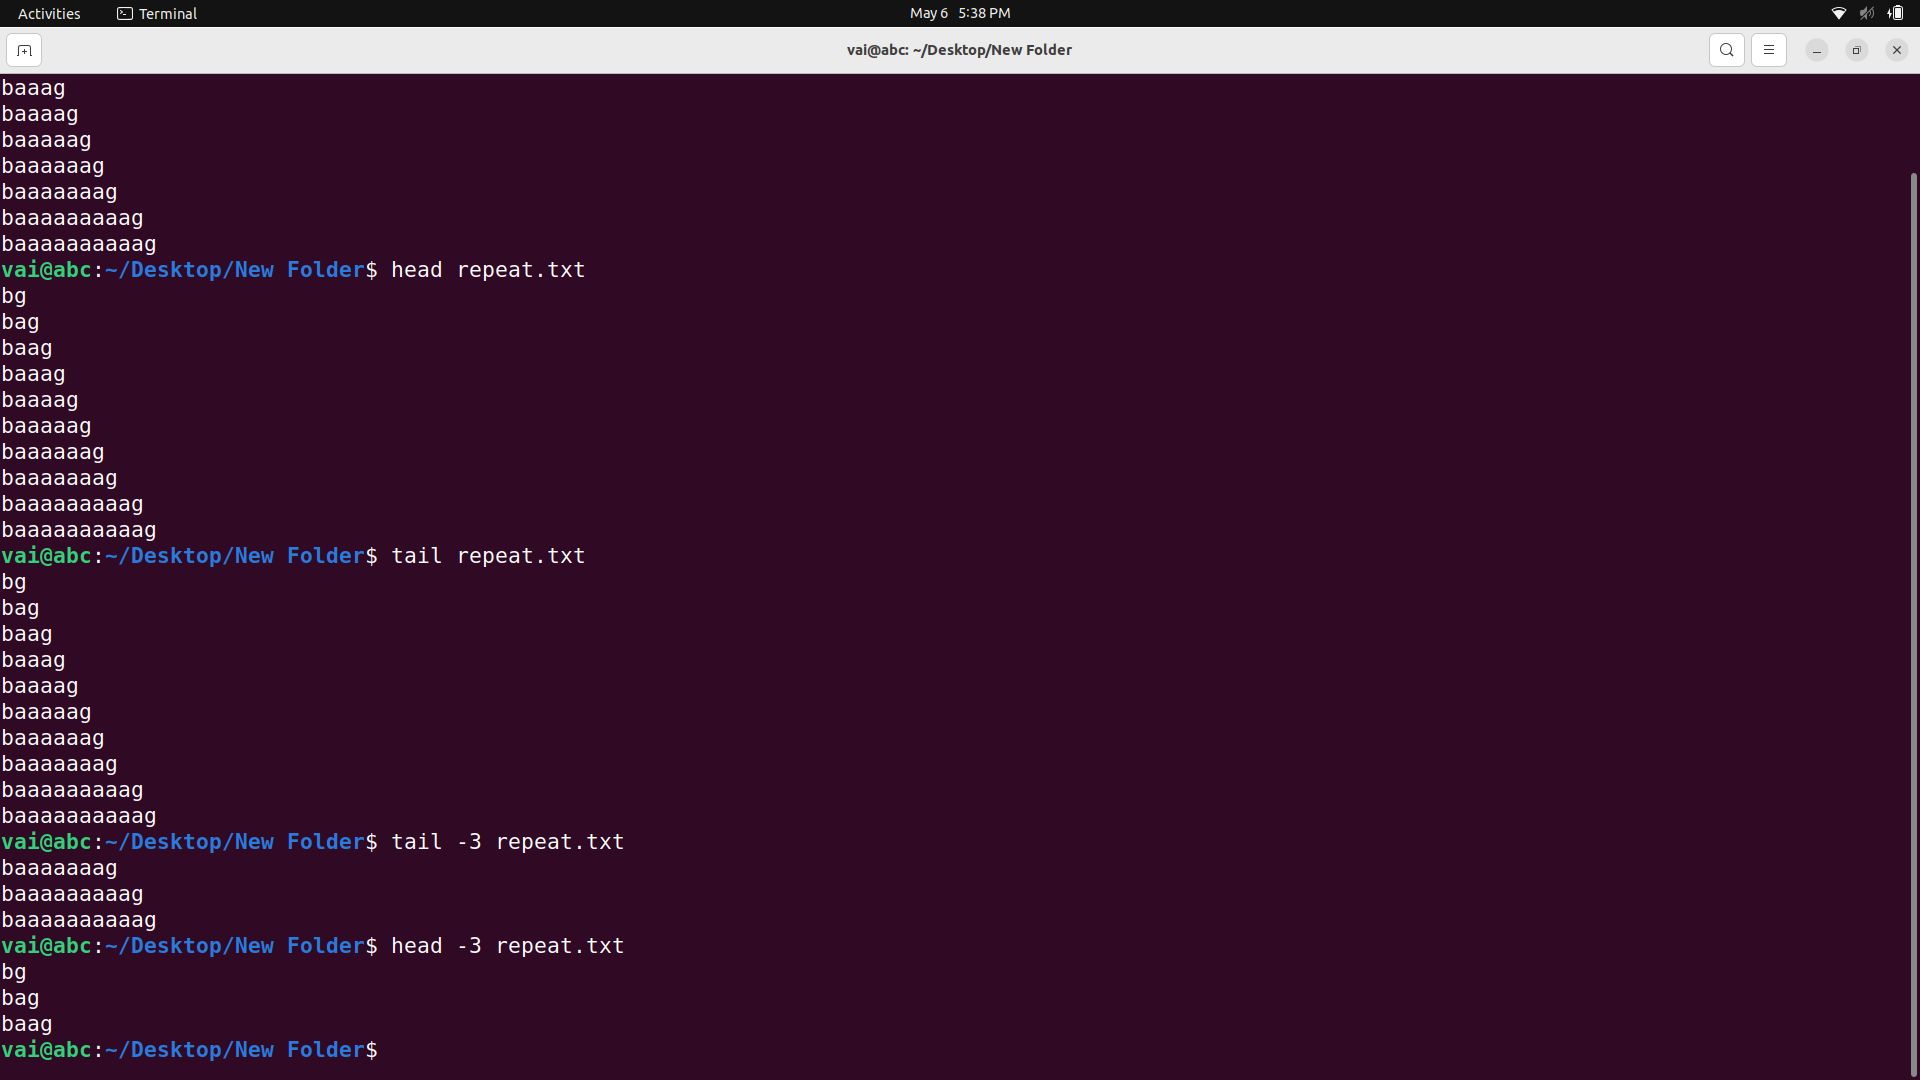 Activities Terminal May 6 5:38 PM
vai@abc: ~/Desktop/New Folder
baaag
baaaag
baaaaag
baaaaaag
baaaaaaag
baaaaaaaaag
baaaaaaaaaag
vai@abc:~/Desktop/New Folder$ head repeat.txt
bg
bag
baag
baaag
baaaag
baaaaag
baaaaaag
baaaaaaag
baaaaaaaaag
baaaaaaaaaag
vai@abc:~/Desktop/New Folder$ tail repeat.txt
bg
bag
baag
baaag
baaaag
baaaaag
baaaaaag
baaaaaaag
baaaaaaaaag
baaaaaaaaaag
vai@abc:~/Desktop/New Folder$ tail -3 repeat.txt
baaaaaaag
baaaaaaaaag
baaaaaaaaaag
vai@abc:~/Desktop/New Folder$ head -3 repeat.txt
bg
bag
baag
vai@abc:~/Desktop/New Folder$